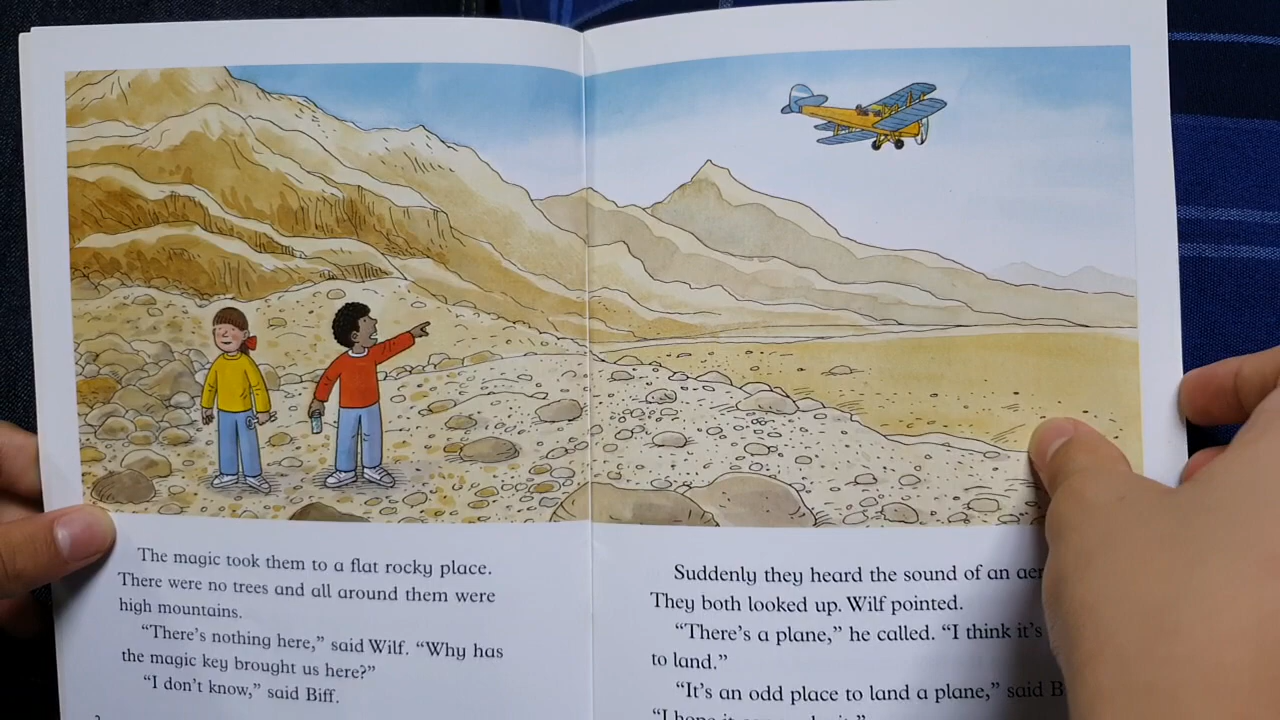 The magic took them to a flat rocky place.
There were no trees and all around them were
high mountains.
“There’s nothing here,” said Wilf. “Why has
the magic key brought us here?”
“I don’t know,” said Biff.
Suddenly they heard the sound of an
They both looked up. Wilf pointed.
“There’s a plane,” he called. “I think it’s
to land.”
“It’s an odd place to land a plane,” said
“I hope it